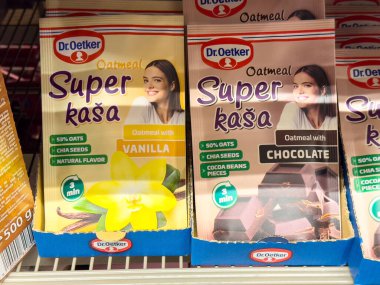 Oatmeal
Dr.Oetker
Dr.Oetker
Oatmeal
Super
kaša
Oatmeal with
VANILLA
53% OATS
CHIA SEEDS
NATURAL FLAVOR
3
min
Dr.Oetker
Dr.Oetker
Oatmeal
Super
kaša
Oatmeal with
CHOCOLATE
50% OATS
CHIA SEEDS
COCOA BEANS
PIECES
3
min
Dr.Oetker
500 g